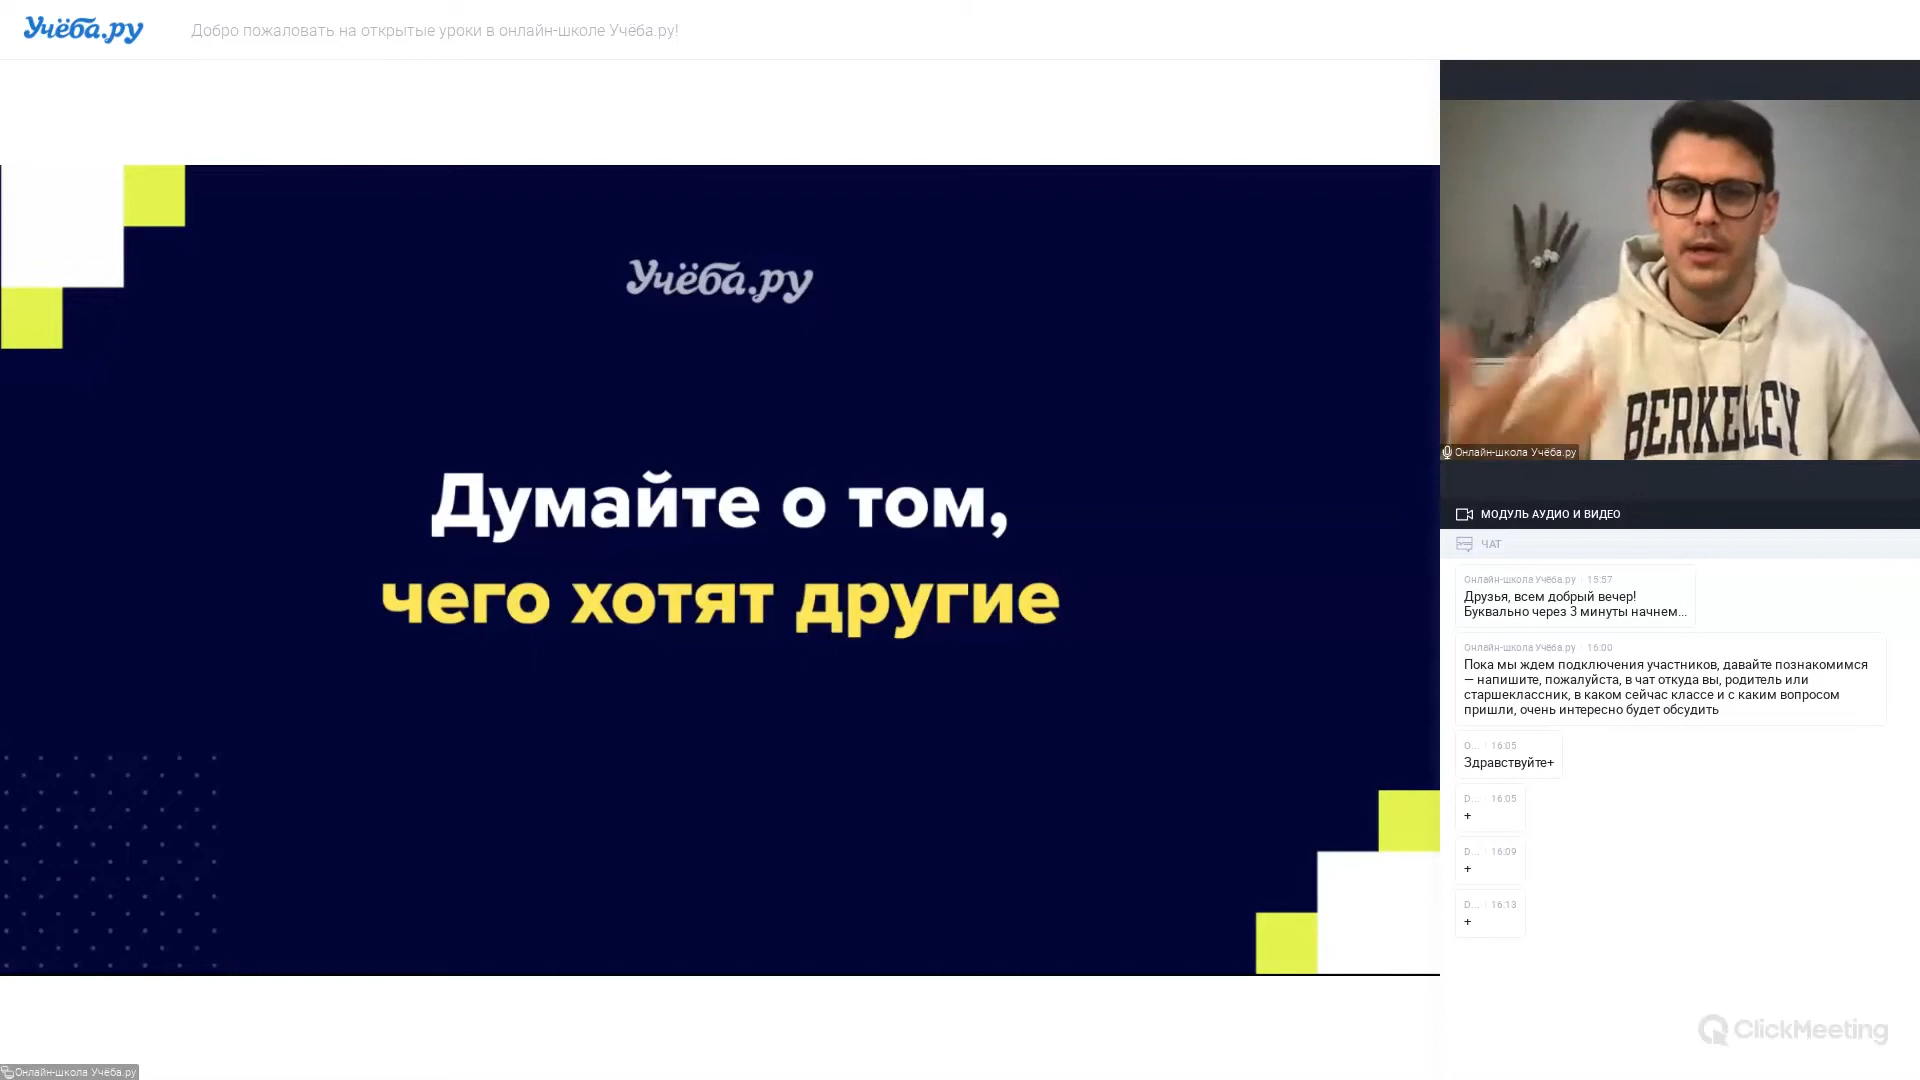 Учёба.ру
Добро пожаловать на открытые уроки в онлайн-школе Учёба.ру!
Учёба.ру
Думайте о том,
чего хотят другие
BERKELEY
Онлайн-школа Учёба.ру
МОДУЛЬ АУДИО И ВИДЕО
ЧАТ
Онлайн-школа Учёба.ру 15:57
Друзья, всем добрый вечер!
Буквально через 3 минуты начнем...
Онлайн-школа Учёба.ру 16:00
Пока мы ждем подключения участников, давайте познакомимся
— напишите, пожалуйста, в чат откуда вы, родитель или
старшеклассник, в каком сейчас классе и с каким вопросом
пришли, очень интересно будет обсудить
О... 16:05
Здравствуйте+
D... 16:05
+
D... 16:09
+
D... 16:13
+
ClickMeeting
Онлайн-школа Учёба.ру